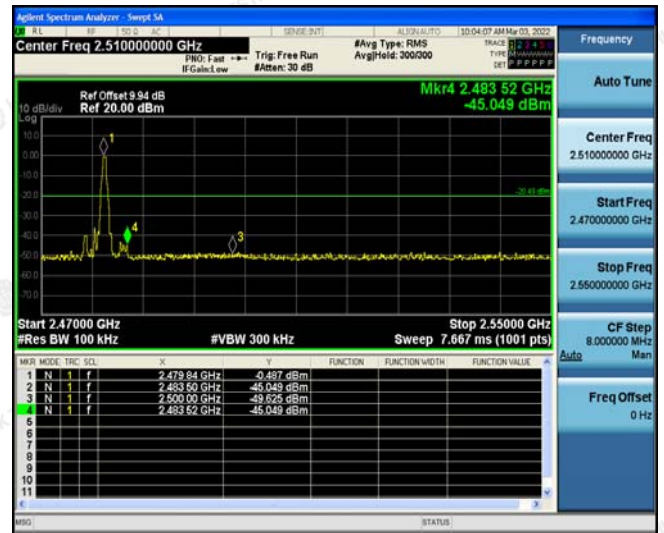 Agilent Spectrum Analyzer - Swept SA
RL RF 50 Ω AC SENSE:INT ALIGN AUTO 10:04:07 AM Mar 03, 2022
Center Freq 2.510000000 GHz #Avg Type: RMS TRACE 1 2 3 4 5 6
PNO: Fast Trig: Free Run Avg|Hold: 300/300 TYPE
IFGain:Low #Atten: 30 dB DET P P P P P P
Ref Offset 9.94 dB Mkr4 2.483 52 GHz
10 dB/div Ref 20.00 dBm -45.049 dBm
Log
10.0
0.00
-10.0
-20.0
-30.0
-40.0
-50.0
-60.0
-70.0
1
4
3
Start 2.47000 GHz Stop 2.55000 GHz
#Res BW 100 kHz #VBW 300 kHz Sweep 7.667 ms (1001 pts)
MKR MODE TRC SCL X Y FUNCTION FUNCTION WIDTH FUNCTION VALUE
1 N 1 f 2.479 84 GHz -0.487 dBm
2 N 1 f 2.483 50 GHz -45.049 dBm
3 N 1 f 2.500 00 GHz -49.625 dBm
4 N 1 f 2.483 52 GHz -45.049 dBm
5
6
7
8
9
10
11
MSG STATUS
Frequency
Auto Tune
Center Freq
2.510000000 GHz
Start Freq
2.470000000 GHz
Stop Freq
2.550000000 GHz
CF Step
8.000000 MHz
Auto Man
Freq Offset
0 Hz